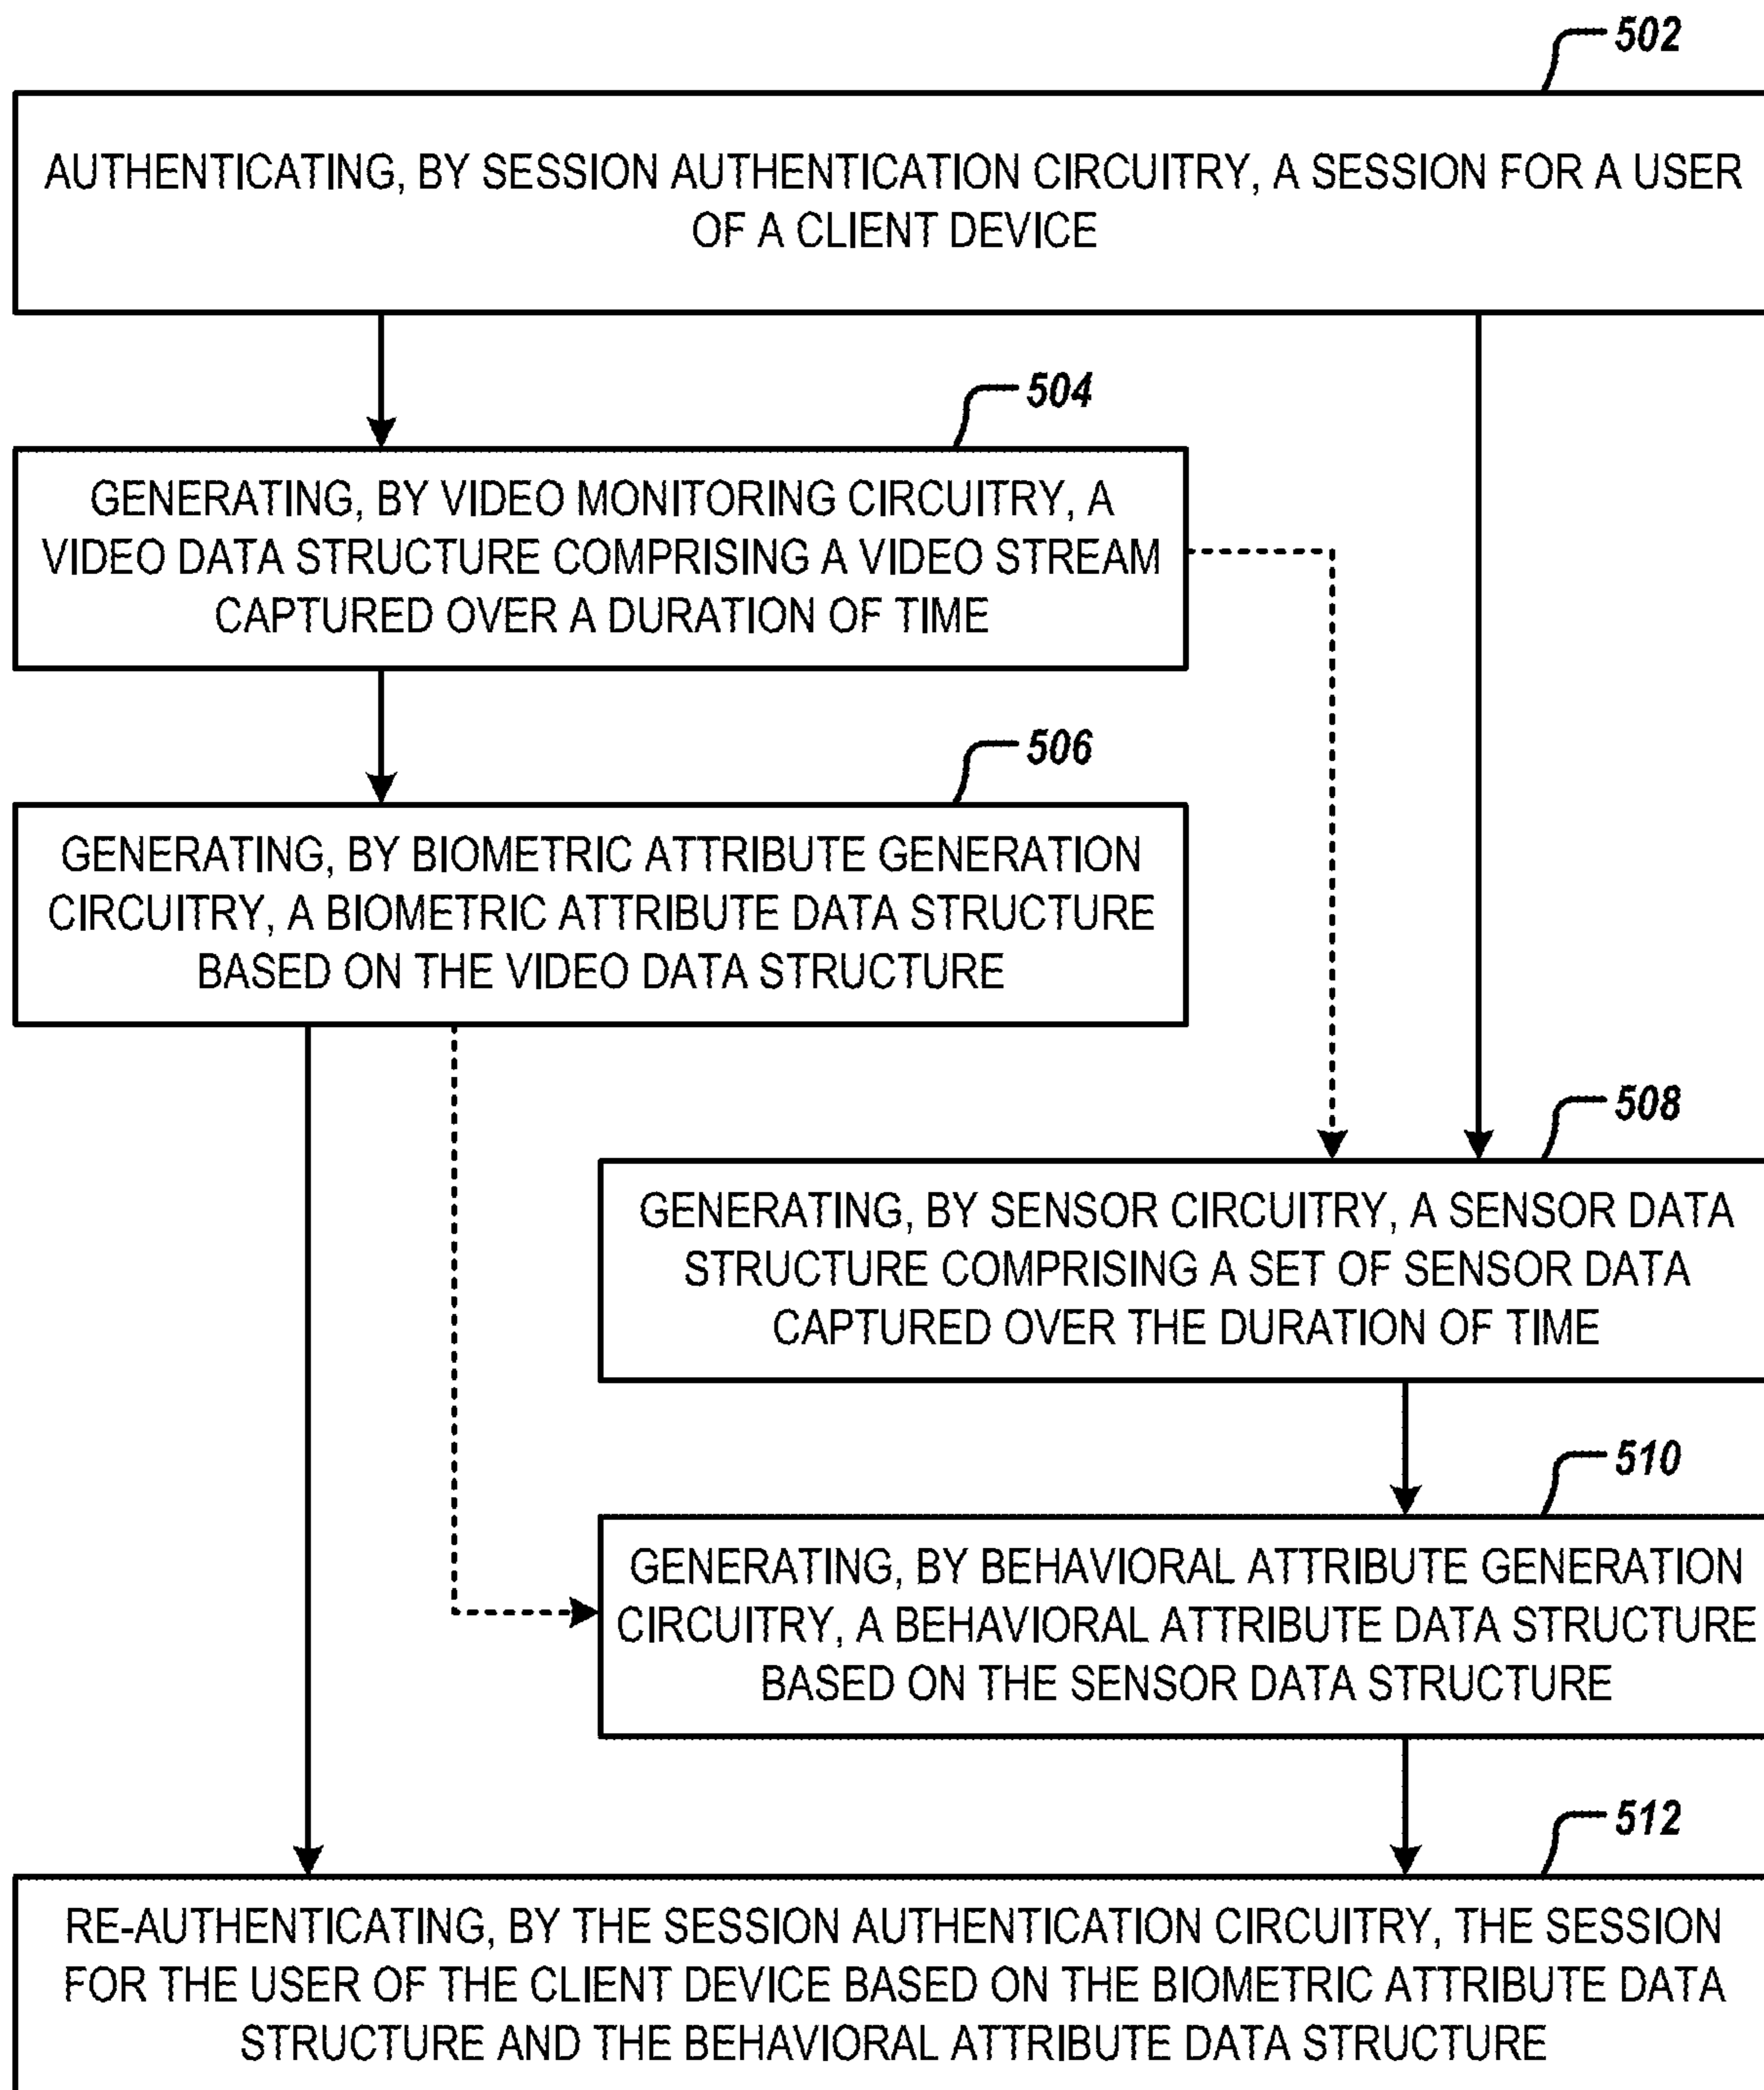 502
AUTHENTICATING, BY SESSION AUTHENTICATION CIRCUITRY, A SESSION FOR A USER
OF A CLIENT DEVICE
504
GENERATING, BY VIDEO MONITORING CIRCUITRY, A
VIDEO DATA STRUCTURE COMPRISING A VIDEO STREAM
CAPTURED OVER A DURATION OF TIME
506
GENERATING, BY BIOMETRIC ATTRIBUTE GENERATION
CIRCUITRY, A BIOMETRIC ATTRIBUTE DATA STRUCTURE
BASED ON THE VIDEO DATA STRUCTURE
508
GENERATING, BY SENSOR CIRCUITRY, A SENSOR DATA
STRUCTURE COMPRISING A SET OF SENSOR DATA
CAPTURED OVER THE DURATION OF TIME
510
GENERATING, BY BEHAVIORAL ATTRIBUTE GENERATION
CIRCUITRY, A BEHAVIORAL ATTRIBUTE DATA STRUCTURE
BASED ON THE SENSOR DATA STRUCTURE
512
RE-AUTHENTICATING, BY THE SESSION AUTHENTICATION CIRCUITRY, THE SESSION
FOR THE USER OF THE CLIENT DEVICE BASED ON THE BIOMETRIC ATTRIBUTE DATA
STRUCTURE AND THE BEHAVIORAL ATTRIBUTE DATA STRUCTURE